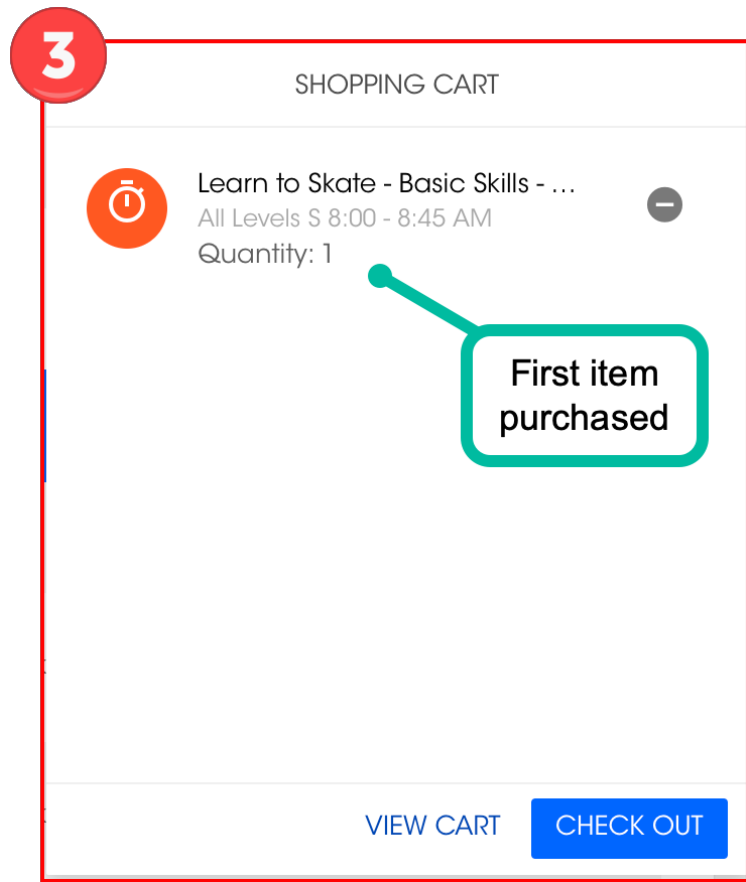 3
SHOPPING CART
Learn to Skate - Basic Skills - ...
All Levels S 8:00 - 8:45 AM
Quantity: 1
First item
purchased
VIEW CART
CHECK OUT